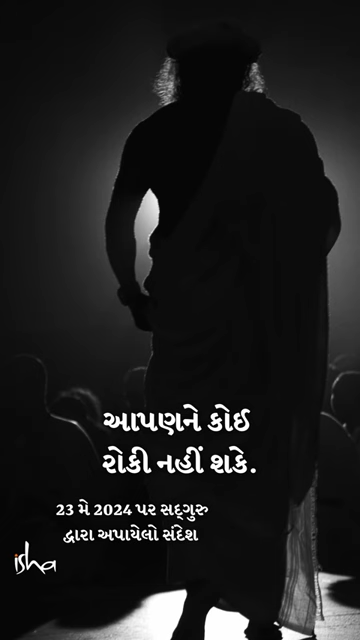 આપણને કોઈ
રોકી નહીં શકે.
23 મે 2024 પર સદ્‌ગુરુ
દ્વારા અપાયેલો સંદેશ
isha